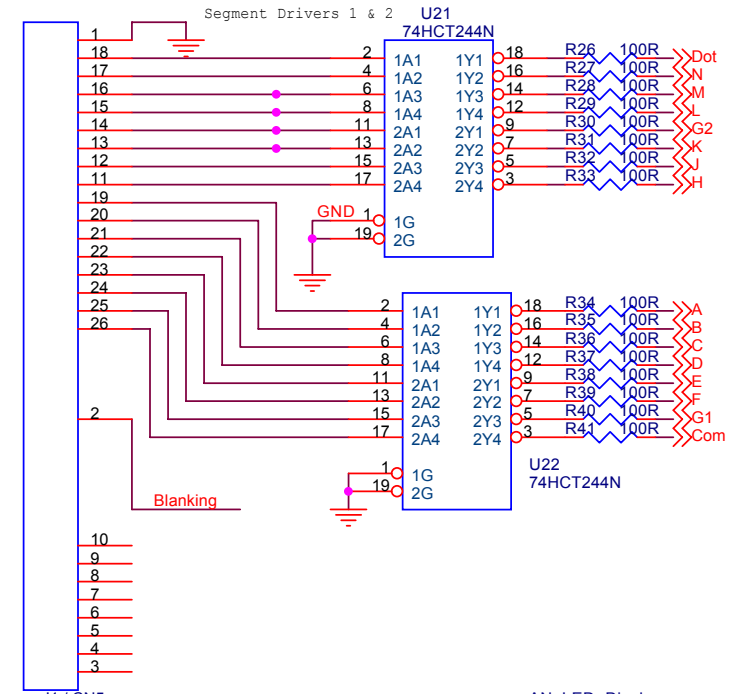 Segment Drivers 1 & 2
U21
74HCT244N
1
18 2 1A1 1Y1 18 R26 100R Dot
17 4 1A2 1Y2 16 R27 100R N
16 6 1A3 1Y3 14 R28 100R M
15 8 1A4 1Y4 12 R29 100R L
14 11 2A1 2Y1 9 R30 100R G2
13 13 2A2 2Y2 7 R31 100R K
12 15 2A3 2Y3 5 R32 100R J
11 17 2A4 2Y4 3 R33 100R H
19
20 GND 1 1G
21 19 2G
22
23
24
25 2 1A1 1Y1 18 R34 100R A
26 4 1A2 1Y2 16 R35 100R B
6 1A3 1Y3 14 R36 100R C
8 1A4 1Y4 12 R37 100R D
11 2A1 2Y1 9 R38 100R E
13 2A2 2Y2 7 R39 100R F
2 15 2A3 2Y3 5 R40 100R G1
17 2A4 2Y4 3 R41 100R Com
1 1G
19 2G
U22
74HCT244N
Blanking
10
9
8
7
6
5
4
3